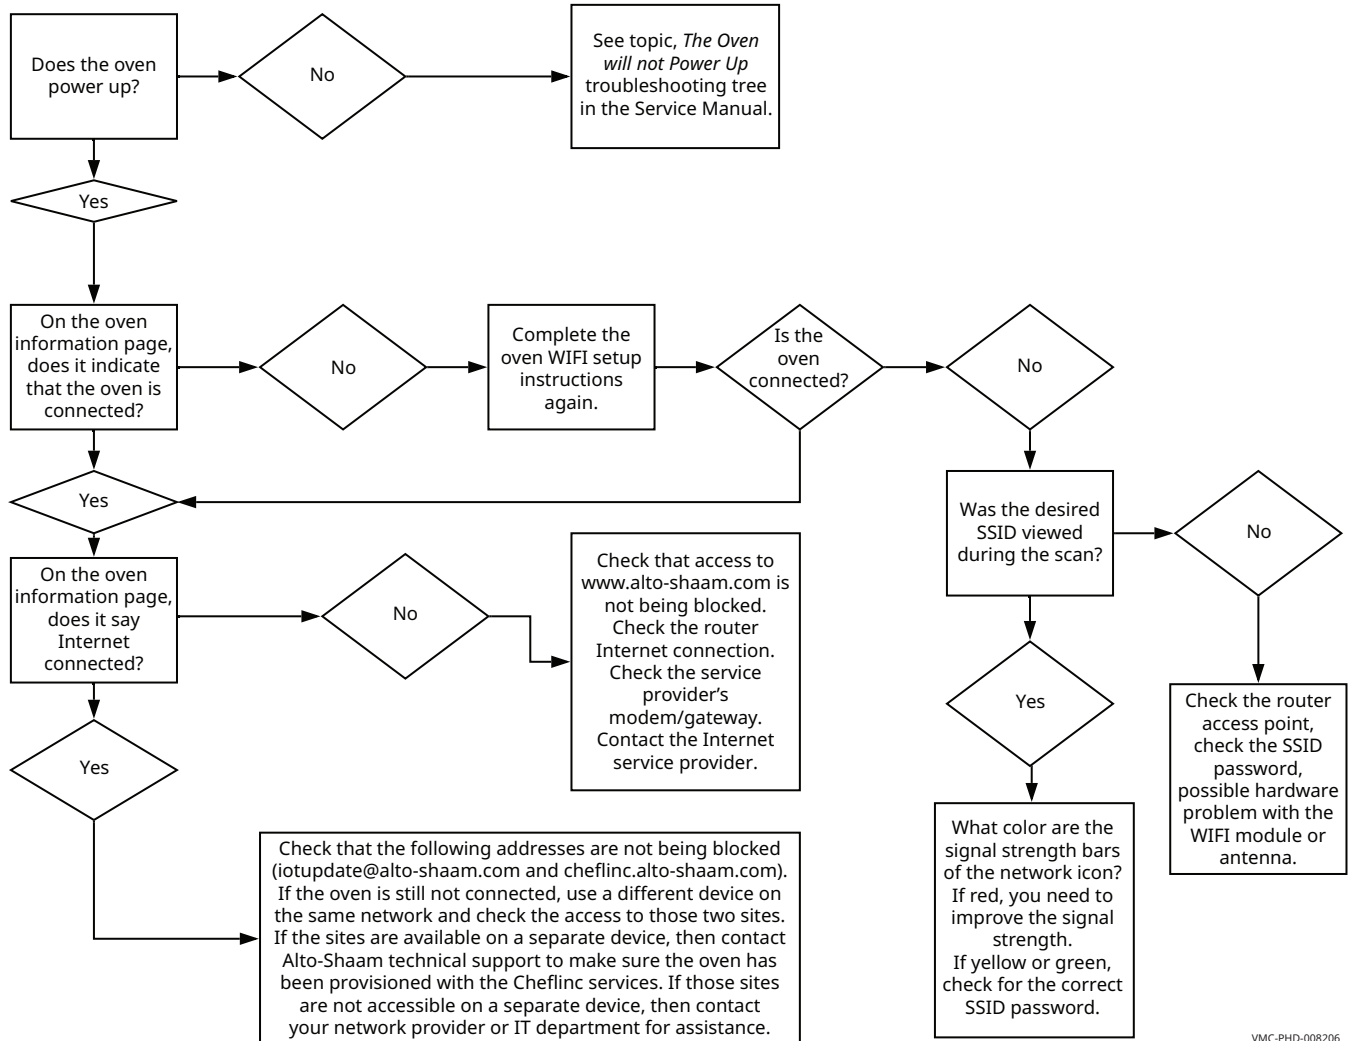 Does the oven
power up?
No
See topic, The Oven
will not Power Up
troubleshooting tree
in the Service Manual.
Yes
On the oven
information page,
does it indicate
that the oven is
connected?
No
Complete the
oven WIFI setup
instructions
again.
Is the
oven
connected?
No
Yes
Was the desired
SSID viewed
during the scan?
No
On the oven
information page,
does it say
Internet
connected?
No
Check that access to
www.alto-shaam.com is
not being blocked.
Check the router
Internet connection.
Check the service
provider’s
modem/gateway.
Contact the Internet
service provider.
Yes
Check the router
access point,
check the SSID
password,
possible hardware
problem with the
WIFI module or
antenna.
Yes
Check that the following addresses are not being blocked
(iotupdate@alto-shaam.com and cheflinc.alto-shaam.com).
If the oven is still not connected, use a different device on
the same network and check the access to those two sites.
If the sites are available on a separate device, then contact
Alto-Shaam technical support to make sure the oven has
been provisioned with the Cheflinc services. If those sites
are not accessible on a separate device, then contact
your network provider or IT department for assistance.
What color are the
signal strength bars
of the network icon?
If red, you need to
improve the signal
strength.
If yellow or green,
check for the correct
SSID password.
VMC-PHD-008206